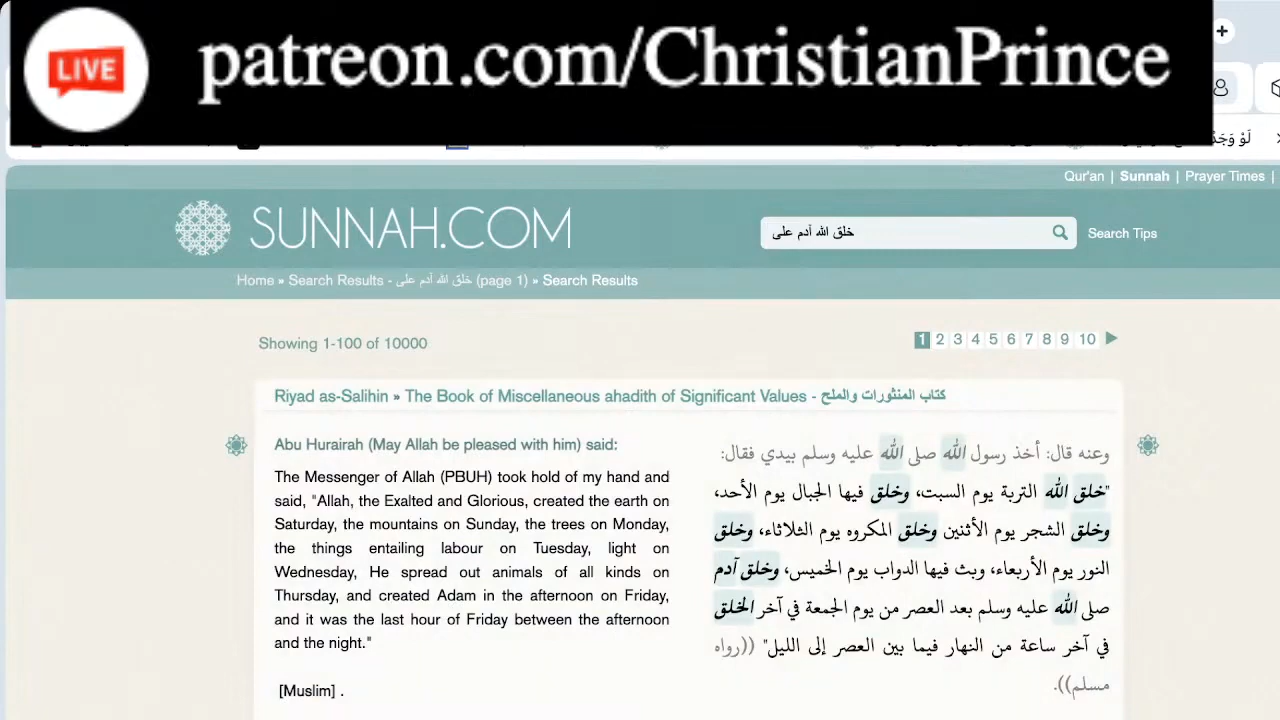 LIVE
patreon.com/ChristianPrince
Qur'an | Sunnah | Prayer Times |
SUNNAH.COM
خلق الله آدم على
Search Tips
Home » Search Results - خلق الله آدم على (page 1) » Search Results
Showing 1-100 of 10000
1 2 3 4 5 6 7 8 9 10
Riyad as-Salihin » The Book of Miscellaneous ahadith of Significant Values - كتاب المنثورات والملح
Abu Hurairah (May Allah be pleased with him) said:
The Messenger of Allah (PBUH) took hold of my hand and
said, "Allah, the Exalted and Glorious, created the earth on
Saturday, the mountains on Sunday, the trees on Monday,
the things entailing labour on Tuesday, light on
Wednesday, He spread out animals of all kinds on
Thursday, and created Adam in the afternoon on Friday,
and it was the last hour of Friday between the afternoon
and the night."
[Muslim] .
وعنه قال: أخذ رسول الله صلى الله عليه وسلم بيدي فقال:
"خلق الله التربة يوم السبت، وخلق فيها الجبال يوم الأحد،
وخلق الشجر يوم الأثنين وخلق المكروه يوم الثلاثاء، وخلق
النور يوم الأربعاء، وبث فيها الدواب يوم الخميس، وخلق آدم
صلى الله عليه وسلم بعد العصر من يوم الجمعة في آخر الخلق
في آخر ساعة من النهار فيما بين العصر إلى الليل" ((رواه
مسلم)).